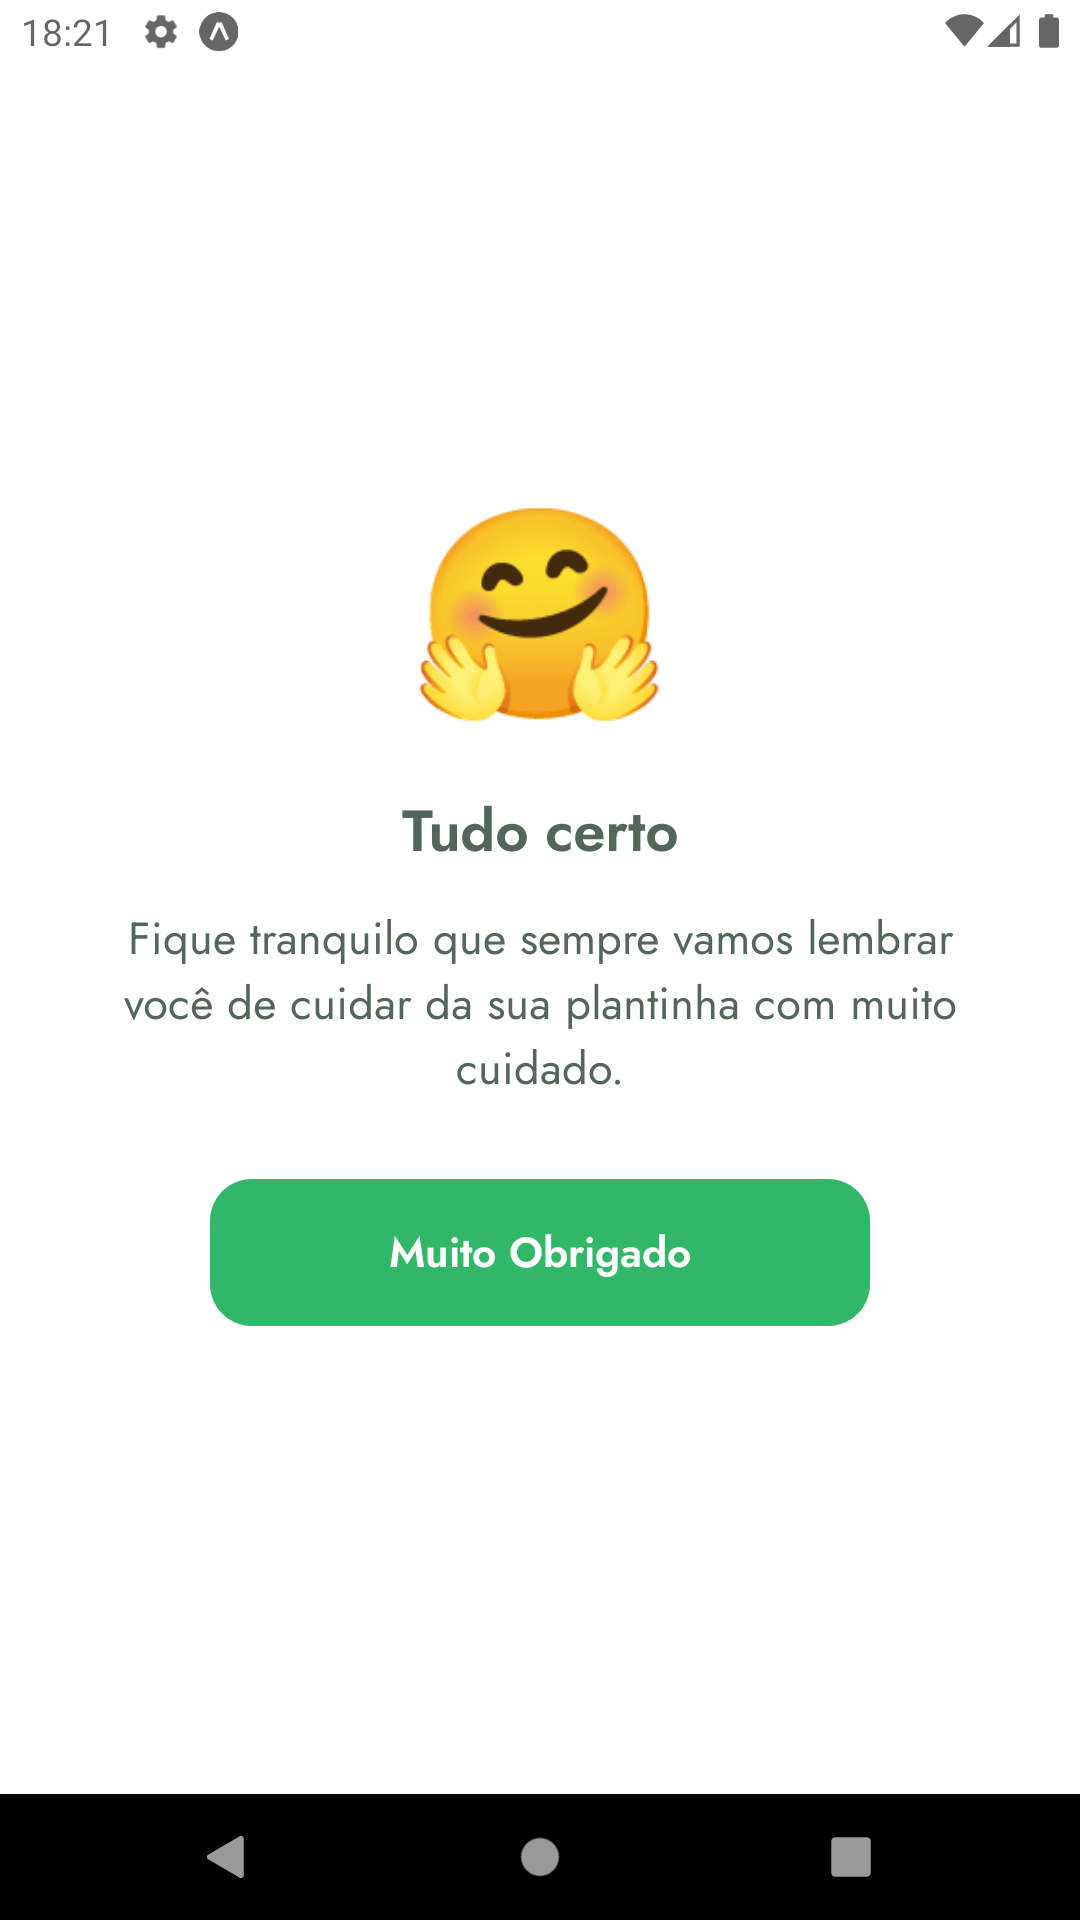 18:21
Tudo certo
Fique tranquilo que sempre vamos lembrar
você de cuidar da sua plantinha com muito
cuidado.
Muito Obrigado